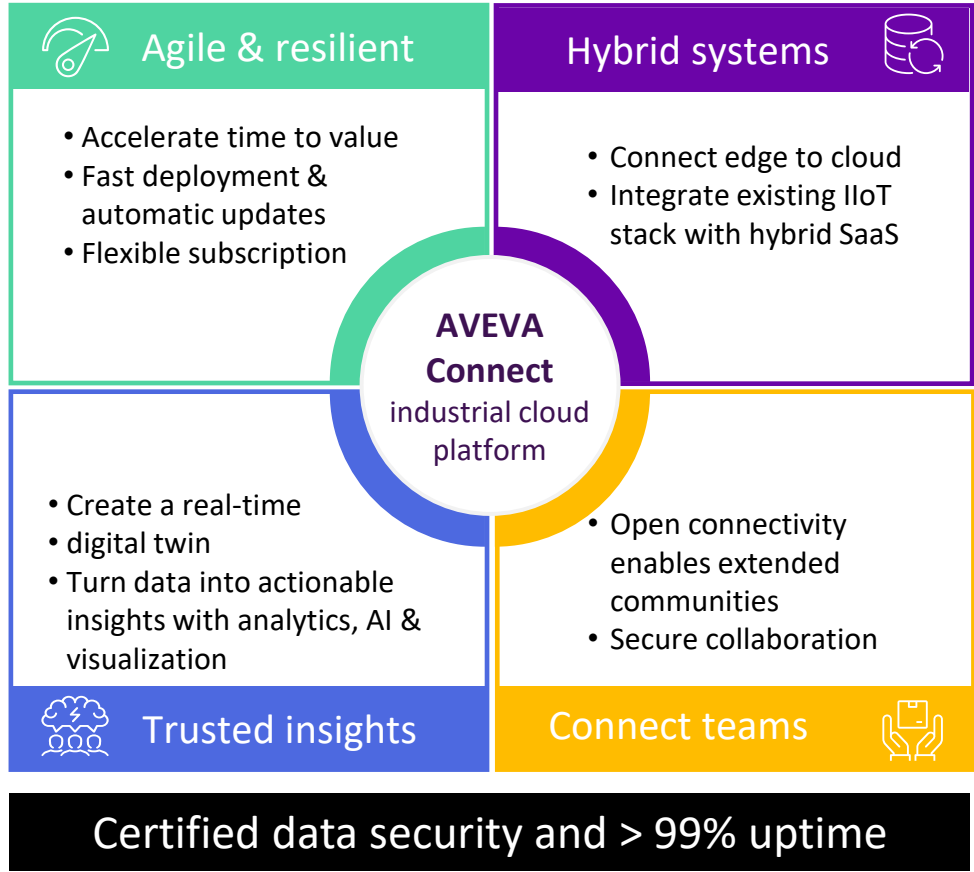 Agile & resilient
• Accelerate time to value
• Fast deployment &
automatic updates
• Flexible subscription
Hybrid systems
• Connect edge to cloud
• Integrate existing IIoT
stack with hybrid SaaS
AVEVA
Connect
industrial cloud
platform
• Create a real-time
• digital twin
• Turn data into actionable
insights with analytics, AI &
visualization
Trusted insights
• Open connectivity
enables extended
communities
• Secure collaboration
Connect teams
Certified data security and > 99% uptime